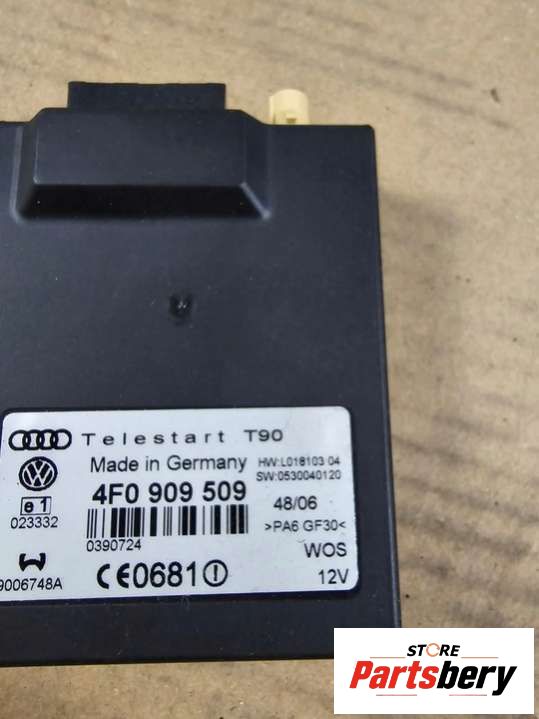 Telestart T90
Made in Germany
HW:L018103 04
SW:0530040120
4F0 909 509
e1
023332
48/06
>PA6 GF30<
0390724
WOS
9006748A
CE0681
12V
STORE
Partsbery